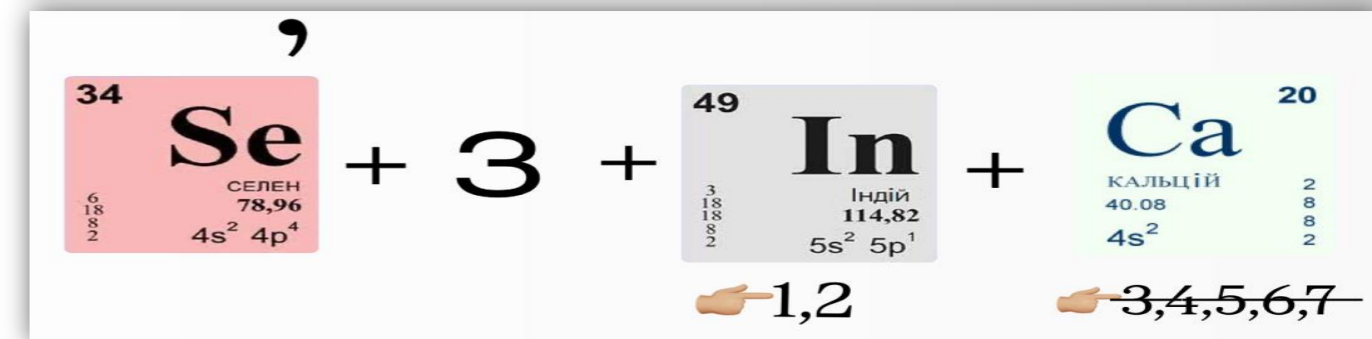 ,
34
Se
СЕЛЕН
78,96
4s² 4p⁴
6
18
8
2
+ 3 +
49
In
Індій
114,82
5s² 5p¹
3
18
18
8
2
1,2
+
20
Ca
КАЛЬЦІЙ
40.08
4s²
2
8
8
2
3,4,5,6,7